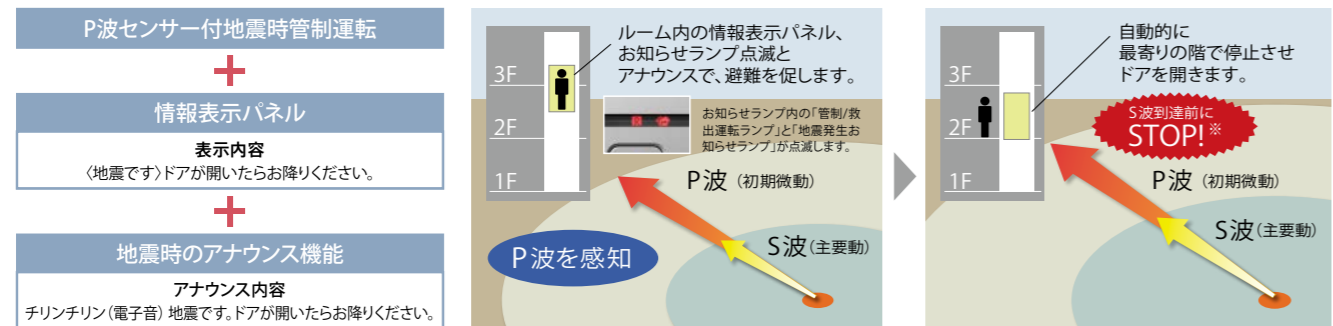 P波センサー付地震時管制運転
+
情報表示パネル
表示内容
〈地震です〉ドアが開いたらお降りください。
+
地震時のアナウンス機能
アナウンス内容
チリンチリン（電子音） 地震です。ドアが開いたらお降りください。
ルーム内の情報表示パネル、
お知らせランプ点滅と
アナウンスで、避難を促します。
お知らせランプ内の「管制/救
出運転ランプ」と「地震発生お
知らせランプ」が点滅します。
3F
2F
1F
P波（初期微動）
S波（主要動）
P波を感知
自動的に
最寄りの階で停止させ
ドアを開きます。
3F
2F
1F
S波到達前に
STOP!※
P波（初期微動）
S波（主要動）